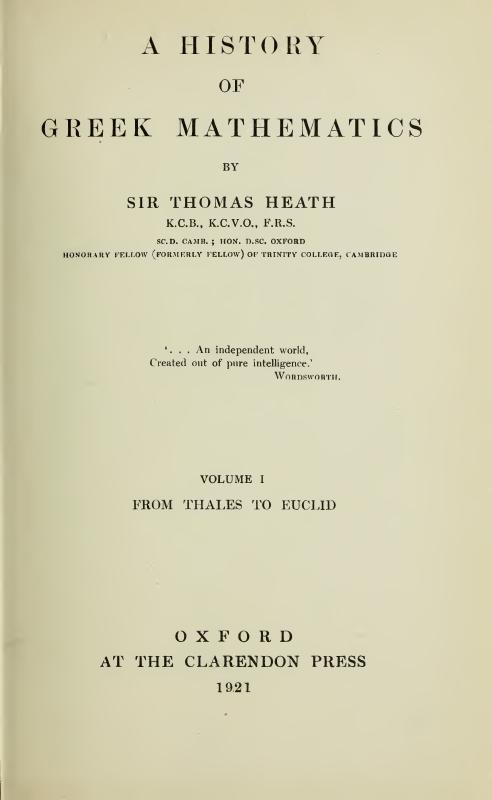 A HISTORY
OF
GREEK MATHEMATICS
BY
SIR THOMAS HEATH
K.C.B., K.C.V.O., F.R.S.
SC.D. CAMB. ; HON. D.SC. OXFORD
HONORARY FELLOW (FORMERLY FELLOW) OF TRINITY COLLEGE, CAMBRIDGE
‘. . . An independent world,
Created out of pure intelligence.’
WORDSWORTH.
VOLUME I
FROM THALES TO EUCLID
OXFORD
AT THE CLARENDON PRESS
1921